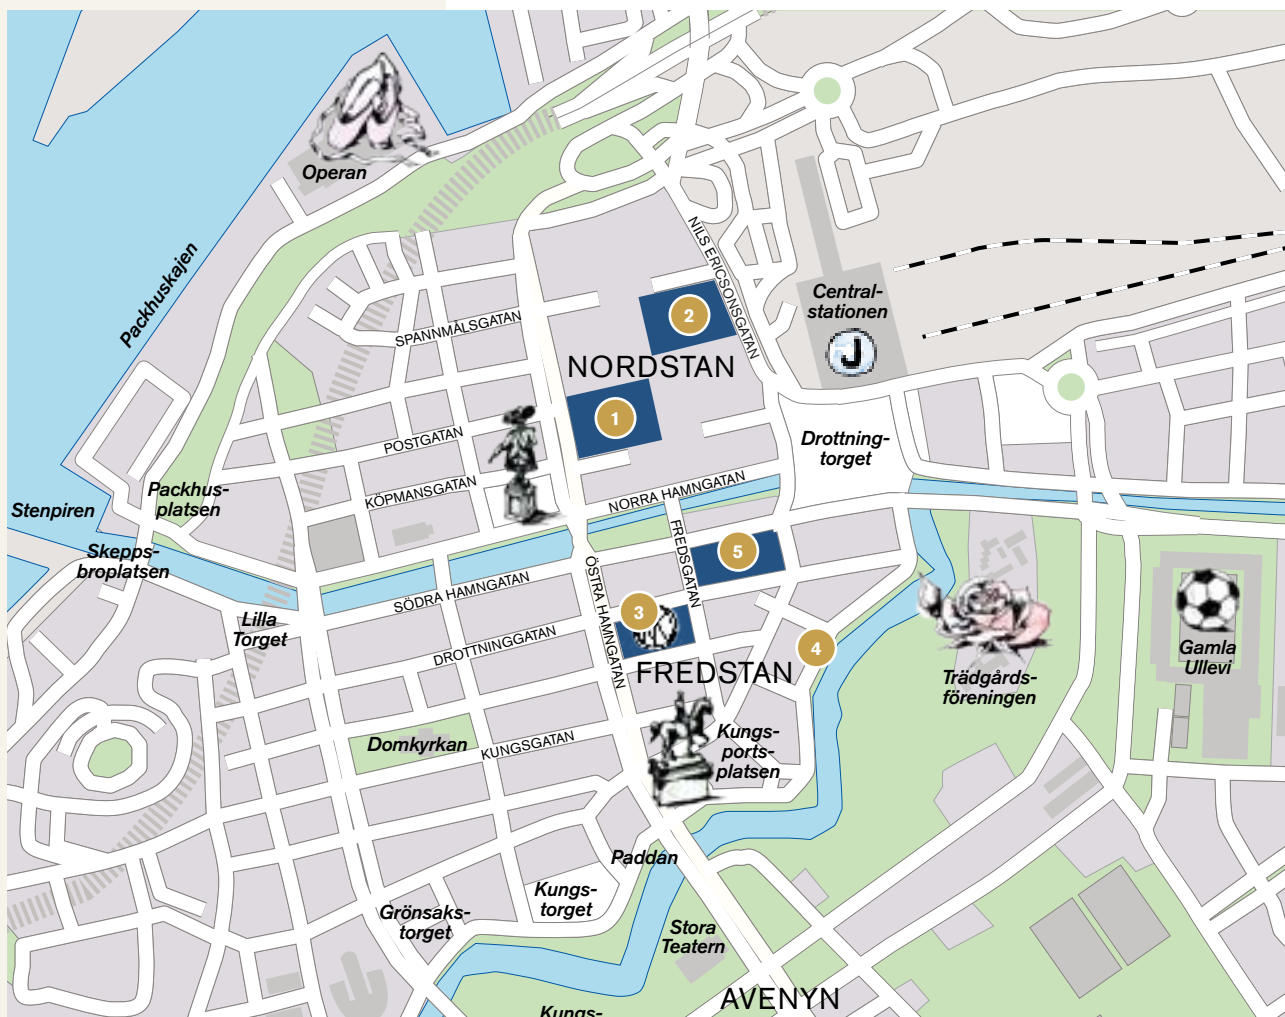 Operan
Packhuskajen
NILS ERICSONSGATAN
Central-
stationen
J
SPANNMÅLSGATAN
2
NORDSTAN
1
POSTGATAN
Drottning-
torget
KÖPMANSGATAN
NORRA HAMNGATAN
Packhus-
platsen
Stenpiren
Skepps-
broplatsen
FREDSGATAN
5
ÖSTRA HAMNGATAN
SÖDRA HAMNGATAN
Lilla
Torget
3
DROTTNINGGATAN
4
FREDSTAN
Trädgårds-
föreningen
Gamla
Ullevi
Domkyrkan
KUNGSGATAN
Kungs-
ports-
platsen
Paddan
Kungs-
torget
Grönsaks-
torget
Stora
Teatern
AVENYN
Kungs-